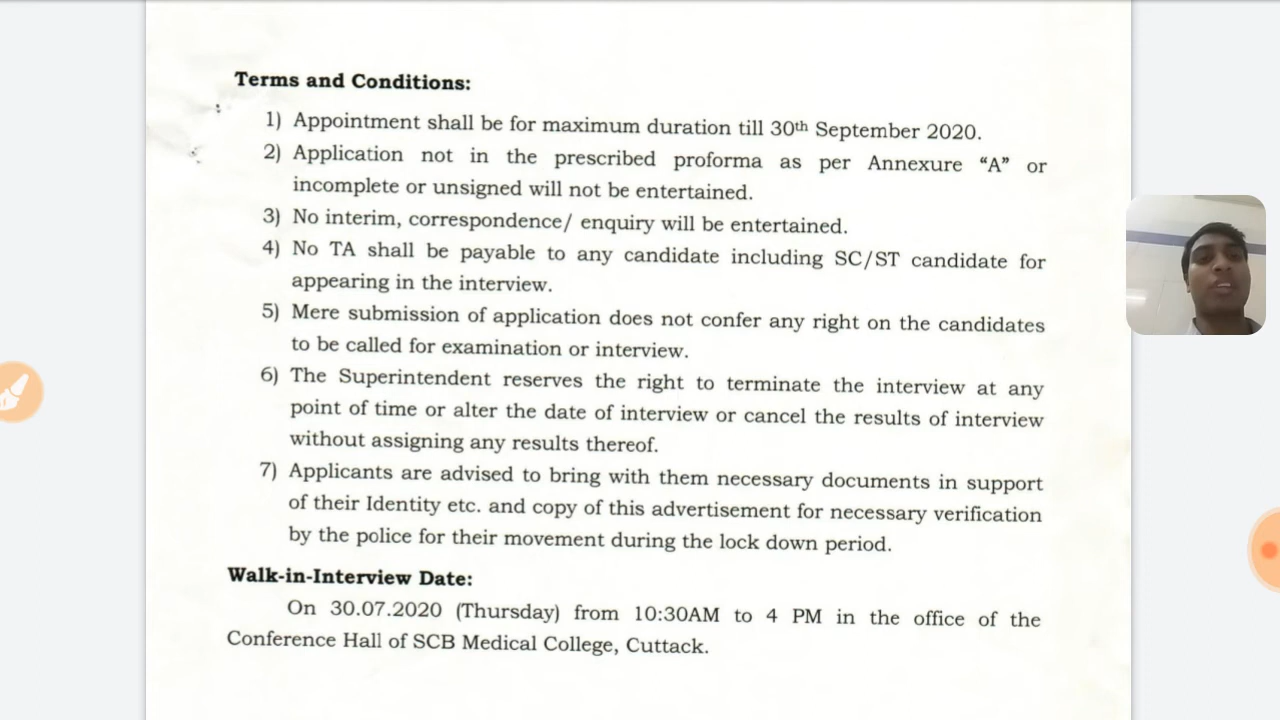 Terms and Conditions:
1) Appointment shall be for maximum duration till 30th September 2020.
2) Application not in the prescribed proforma as per Annexure “A” or
incomplete or unsigned will not be entertained.
3) No interim, correspondence/ enquiry will be entertained.
4) No TA shall be payable to any candidate including SC/ST candidate for
appearing in the interview.
5) Mere submission of application does not confer any right on the candidates
to be called for examination or interview.
6) The Superintendent reserves the right to terminate the interview at any
point of time or alter the date of interview or cancel the results of interview
without assigning any results thereof.
7) Applicants are advised to bring with them necessary documents in support
of their Identity etc. and copy of this advertisement for necessary verification
by the police for their movement during the lock down period.
Walk-in-Interview Date:
On 30.07.2020 (Thursday) from 10:30AM to 4 PM in the office of the
Conference Hall of SCB Medical College, Cuttack.